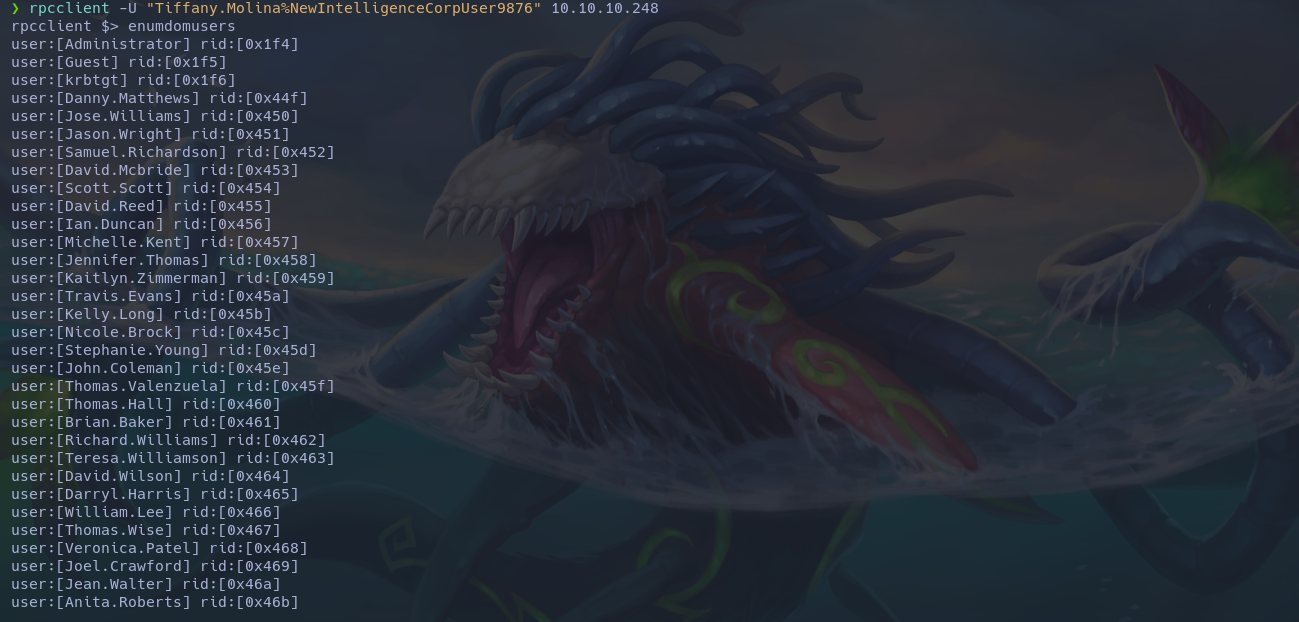 ❯ rpcclient -U "Tiffany.Molina%NewIntelligenceCorpUser9876" 10.10.10.248
rpcclient $> enumdomusers
user:[Administrator] rid:[0x1f4]
user:[Guest] rid:[0x1f5]
user:[krbtgt] rid:[0x1f6]
user:[Danny.Matthews] rid:[0x44f]
user:[Jose.Williams] rid:[0x450]
user:[Jason.Wright] rid:[0x451]
user:[Samuel.Richardson] rid:[0x452]
user:[David.Mcbride] rid:[0x453]
user:[Scott.Scott] rid:[0x454]
user:[David.Reed] rid:[0x455]
user:[Ian.Duncan] rid:[0x456]
user:[Michelle.Kent] rid:[0x457]
user:[Jennifer.Thomas] rid:[0x458]
user:[Kaitlyn.Zimmerman] rid:[0x459]
user:[Travis.Evans] rid:[0x45a]
user:[Kelly.Long] rid:[0x45b]
user:[Nicole.Brock] rid:[0x45c]
user:[Stephanie.Young] rid:[0x45d]
user:[John.Coleman] rid:[0x45e]
user:[Thomas.Valenzuela] rid:[0x45f]
user:[Thomas.Hall] rid:[0x460]
user:[Brian.Baker] rid:[0x461]
user:[Richard.Williams] rid:[0x462]
user:[Teresa.Williamson] rid:[0x463]
user:[David.Wilson] rid:[0x464]
user:[Darryl.Harris] rid:[0x465]
user:[William.Lee] rid:[0x466]
user:[Thomas.Wise] rid:[0x467]
user:[Veronica.Patel] rid:[0x468]
user:[Joel.Crawford] rid:[0x469]
user:[Jean.Walter] rid:[0x46a]
user:[Anita.Roberts] rid:[0x46b]